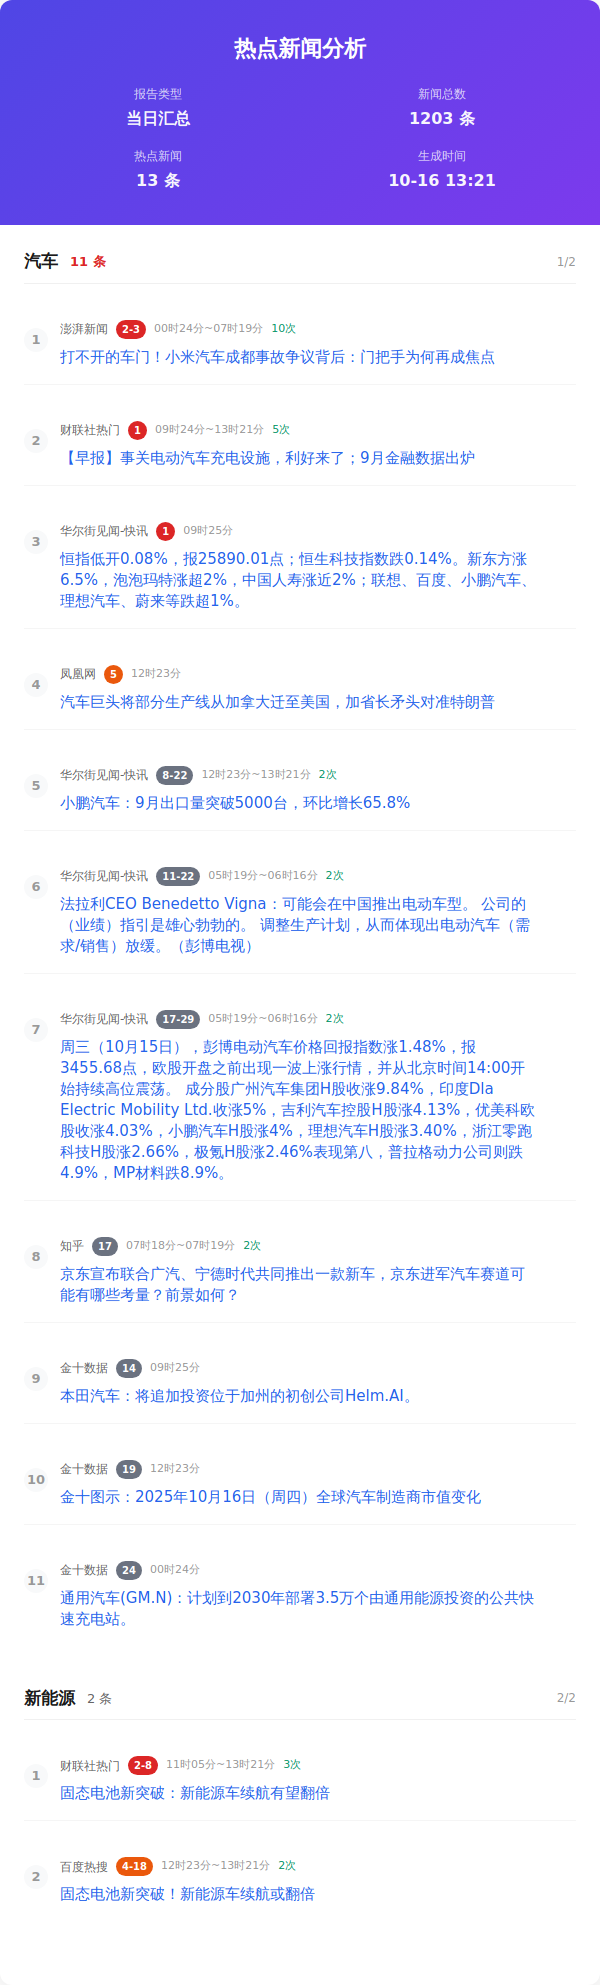 热点新闻分析
报告类型
当日汇总
新闻总数
1203 条
热点新闻
13 条
生成时间
10-16 13:21
汽车 11 条 1/2
1
澎湃新闻 2-3 00时24分~07时19分 10次
打不开的车门！小米汽车成都事故争议背后：门把手为何再成焦点
2
财联社热门 1 09时24分~13时21分 5次
【早报】事关电动汽车充电设施，利好来了；9月金融数据出炉
3
华尔街见闻-快讯 1 09时25分
恒指低开0.08%，报25890.01点；恒生科技指数跌0.14%。新东方涨
6.5%，泡泡玛特涨超2%，中国人寿涨近2%；联想、百度、小鹏汽车、
理想汽车、蔚来等跌超1%。
4
凤凰网 5 12时23分
汽车巨头将部分生产线从加拿大迁至美国，加省长矛头对准特朗普
5
华尔街见闻-快讯 8-22 12时23分~13时21分 2次
小鹏汽车：9月出口量突破5000台，环比增长65.8%
6
华尔街见闻-快讯 11-22 05时19分~06时16分 2次
法拉利CEO Benedetto Vigna：可能会在中国推出电动车型。 公司的
（业绩）指引是雄心勃勃的。 调整生产计划，从而体现出电动汽车（需
求/销售）放缓。（彭博电视）
7
华尔街见闻-快讯 17-29 05时19分~06时16分 2次
周三（10月15日），彭博电动汽车价格回报指数涨1.48%，报
3455.68点，欧股开盘之前出现一波上涨行情，并从北京时间14:00开
始持续高位震荡。 成分股广州汽车集团H股收涨9.84%，印度Dla
Electric Mobility Ltd.收涨5%，吉利汽车控股H股涨4.13%，优美科欧
股收涨4.03%，小鹏汽车H股涨4%，理想汽车H股涨3.40%，浙江零跑
科技H股涨2.66%，极氪H股涨2.46%表现第八，普拉格动力公司则跌
4.9%，MP材料跌8.9%。
8
知乎 17 07时18分~07时19分 2次
京东宣布联合广汽、宁德时代共同推出一款新车，京东进军汽车赛道可
能有哪些考量？前景如何？
9
金十数据 14 09时25分
本田汽车：将追加投资位于加州的初创公司Helm.AI。
10
金十数据 19 12时23分
金十图示：2025年10月16日（周四）全球汽车制造商市值变化
11
金十数据 24 00时24分
通用汽车(GM.N)：计划到2030年部署3.5万个由通用能源投资的公共快
速充电站。
新能源 2 条 2/2
1
财联社热门 2-8 11时05分~13时21分 3次
固态电池新突破：新能源车续航有望翻倍
2
百度热搜 4-18 12时23分~13时21分 2次
固态电池新突破！新能源车续航或翻倍